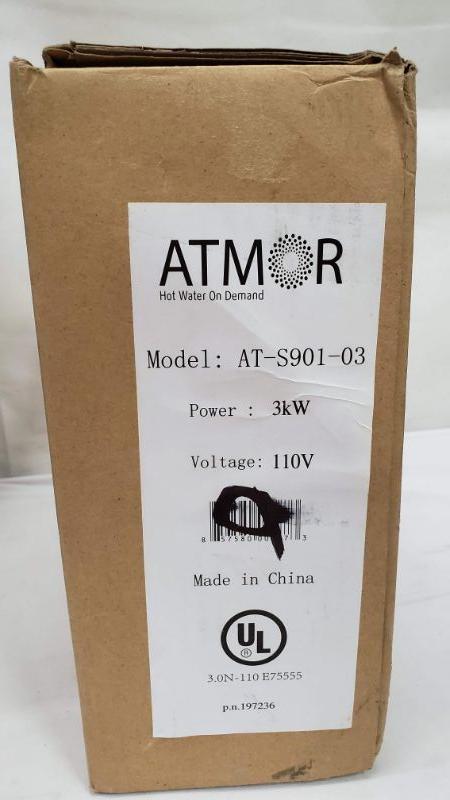 ATMOR
Hot Water On Demand
Model: AT-S901-03
Power : 3kW
Voltage: 110V
Made in China
UL
®
3.0N-110 E75555
p.n.197236